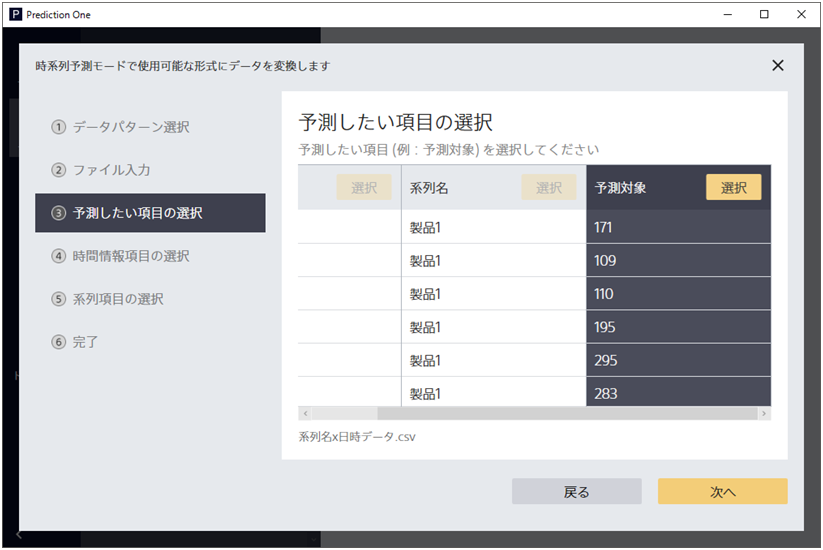 Prediction One
時系列予測モードで使用可能な形式にデータを変換します
1 データパターン選択
2 ファイル入力
3 予測したい項目の選択
4 時間情報項目の選択
5 系列項目の選択
6 完了
予測したい項目の選択
予測したい項目 (例：予測対象) を選択してください
選択 系列名 選択 予測対象 選択
製品1 171
製品1 109
製品1 110
製品1 195
製品1 295
製品1 283
系列名x日時データ.csv
戻る 次へ